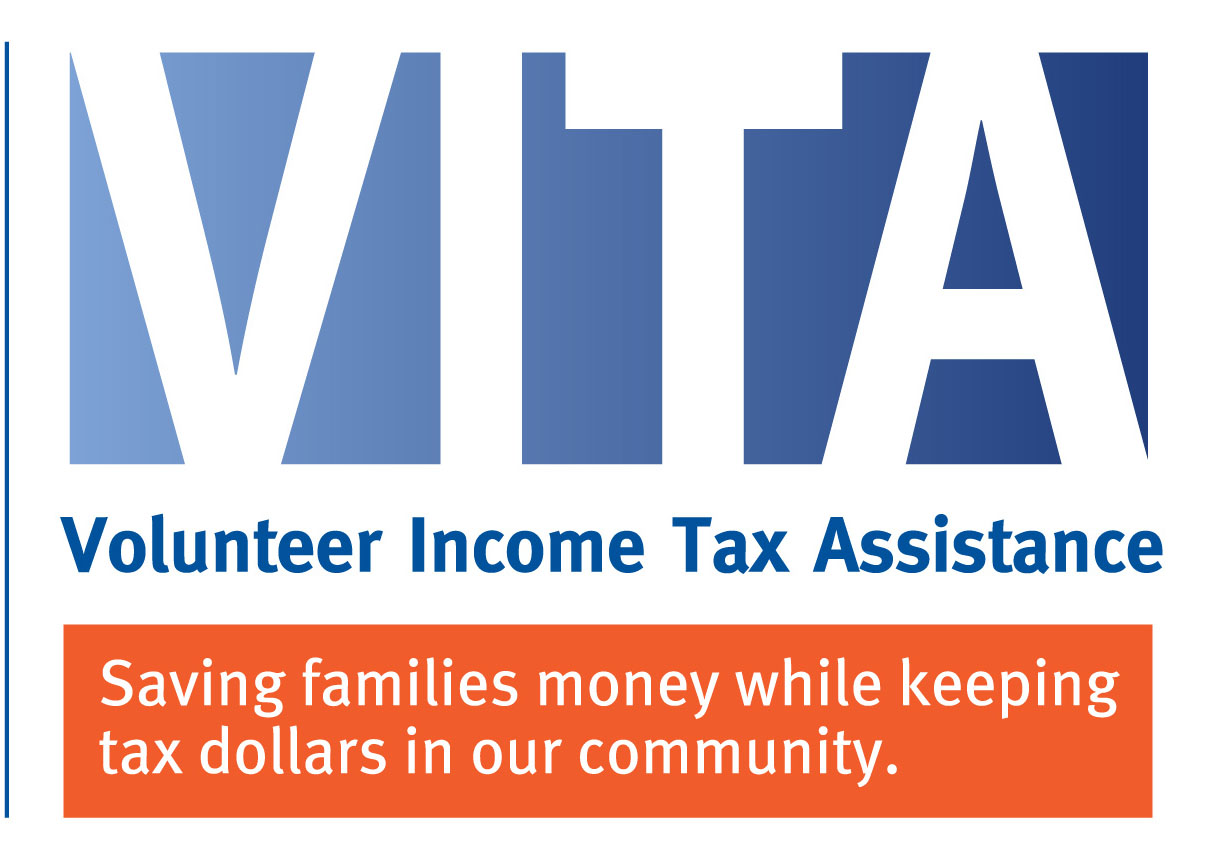 VITA
Volunteer Income Tax Assistance
Saving families money while keeping
tax dollars in our community.